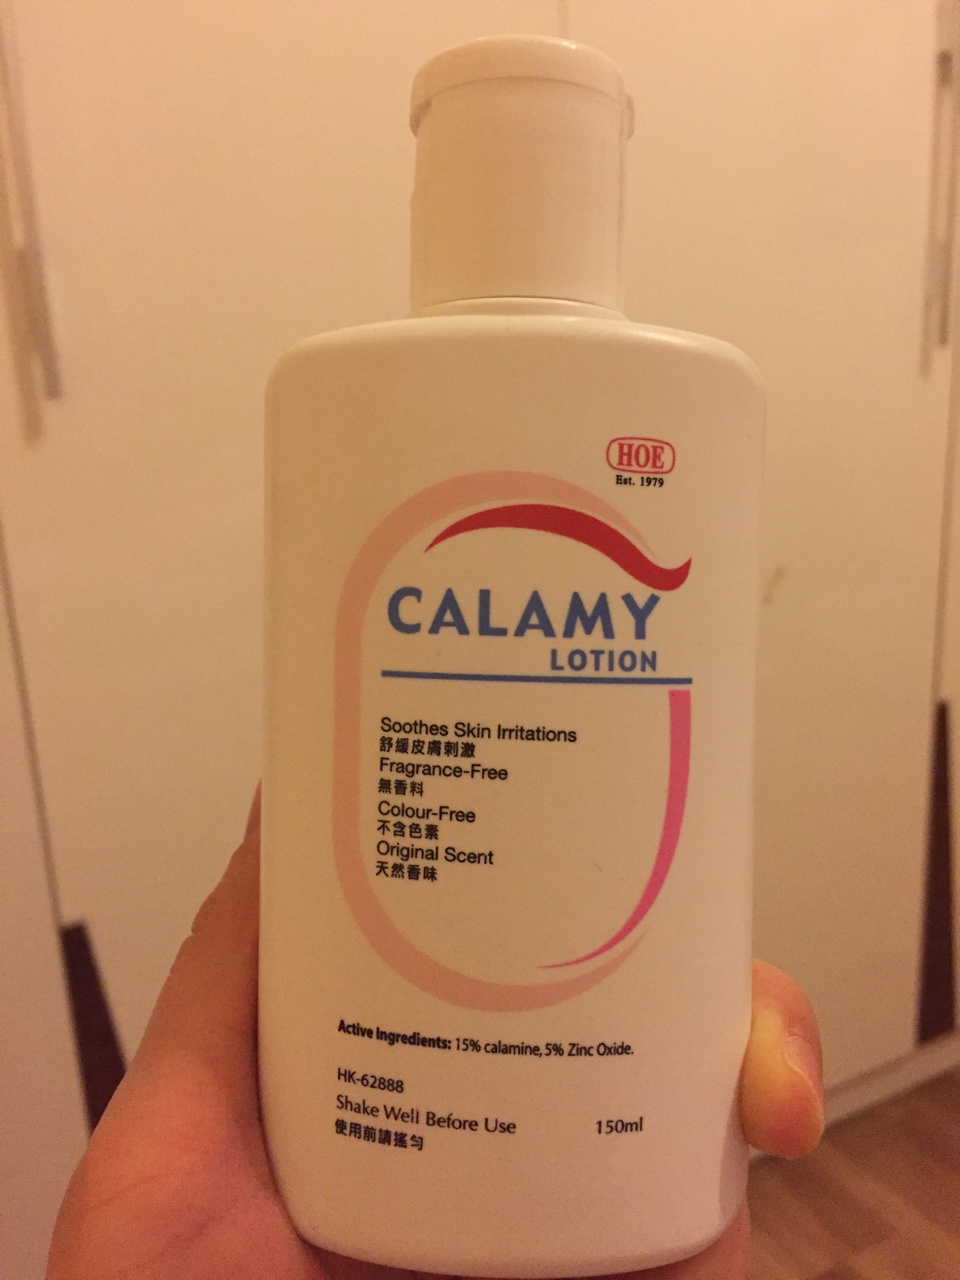 HOE
Est. 1979
CALAMY
LOTION
Soothes Skin Irritations
舒緩皮膚刺激
Fragrance-Free
無香料
Colour-Free
不含色素
Original Scent
天然香味
Active Ingredients: 15% calamine, 5% Zinc Oxide.
HK-62888
Shake Well Before Use
150ml
使用前請搖勻